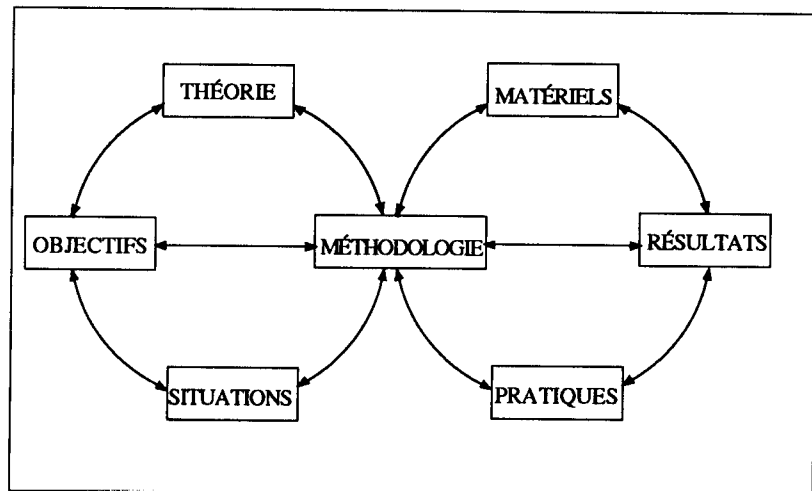 THÉORIE
MATÉRIELS
OBJECTIFS
MÉTHODOLOGIE
RÉSULTATS
SITUATIONS
PRATIQUES